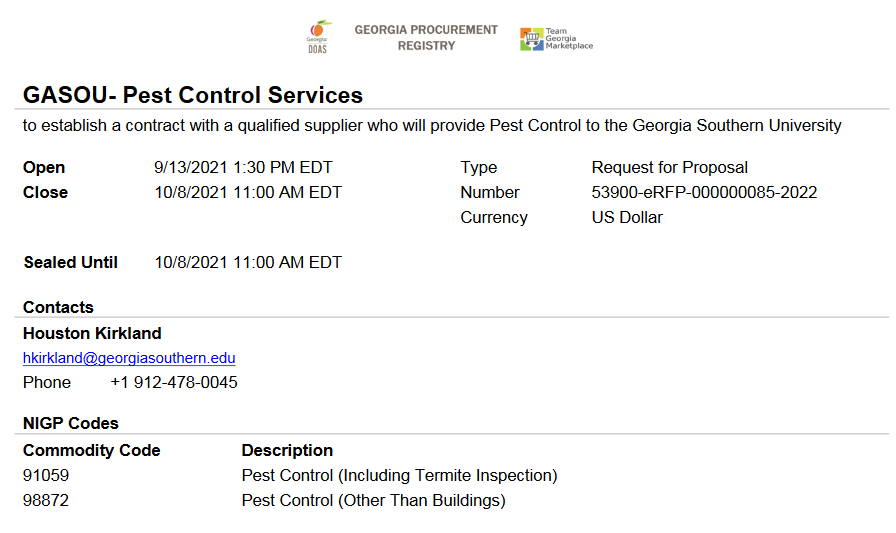 Georgia
DOAS
GEORGIA PROCUREMENT
REGISTRY
Team
Georgia
Marketplace
GASOU- Pest Control Services
to establish a contract with a qualified supplier who will provide Pest Control to the Georgia Southern University
Open 9/13/2021 1:30 PM EDT Type Request for Proposal
Close 10/8/2021 11:00 AM EDT Number 53900-eRFP-000000085-2022
Currency US Dollar
Sealed Until 10/8/2021 11:00 AM EDT
Contacts
Houston Kirkland
hkirkland@georgiasouthern.edu
Phone +1 912-478-0045
NIGP Codes
Commodity Code Description
91059 Pest Control (Including Termite Inspection)
98872 Pest Control (Other Than Buildings)